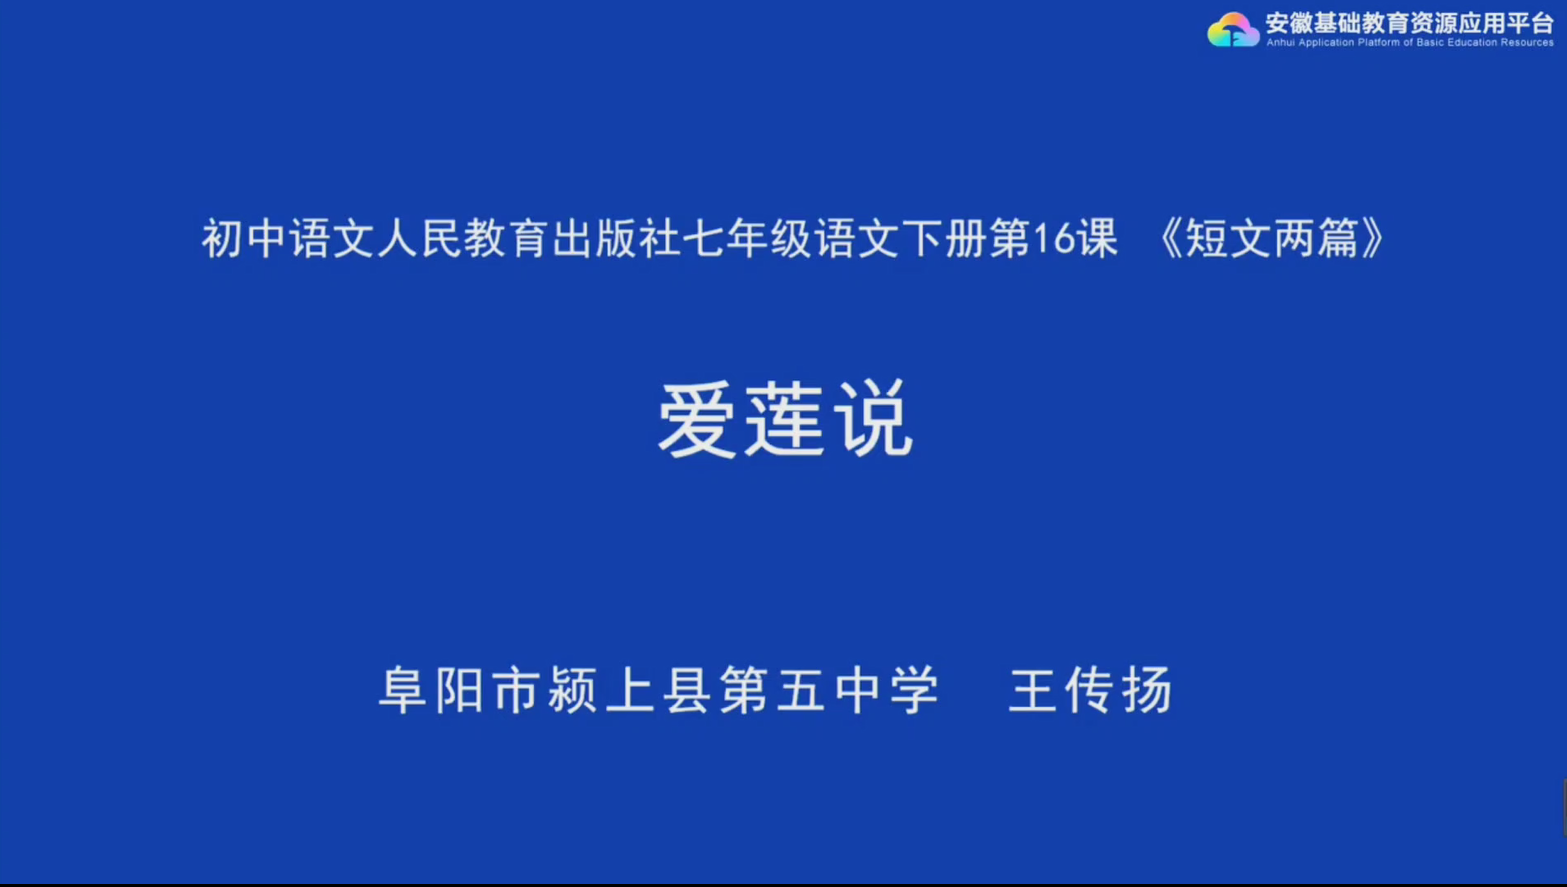 安徽基础教育资源应用平台
Anhui Application Platform of Basic Education Resources
初中语文人民教育出版社七年级语文下册第16课 《短文两篇》
爱莲说
阜阳市颍上县第五中学 王传扬